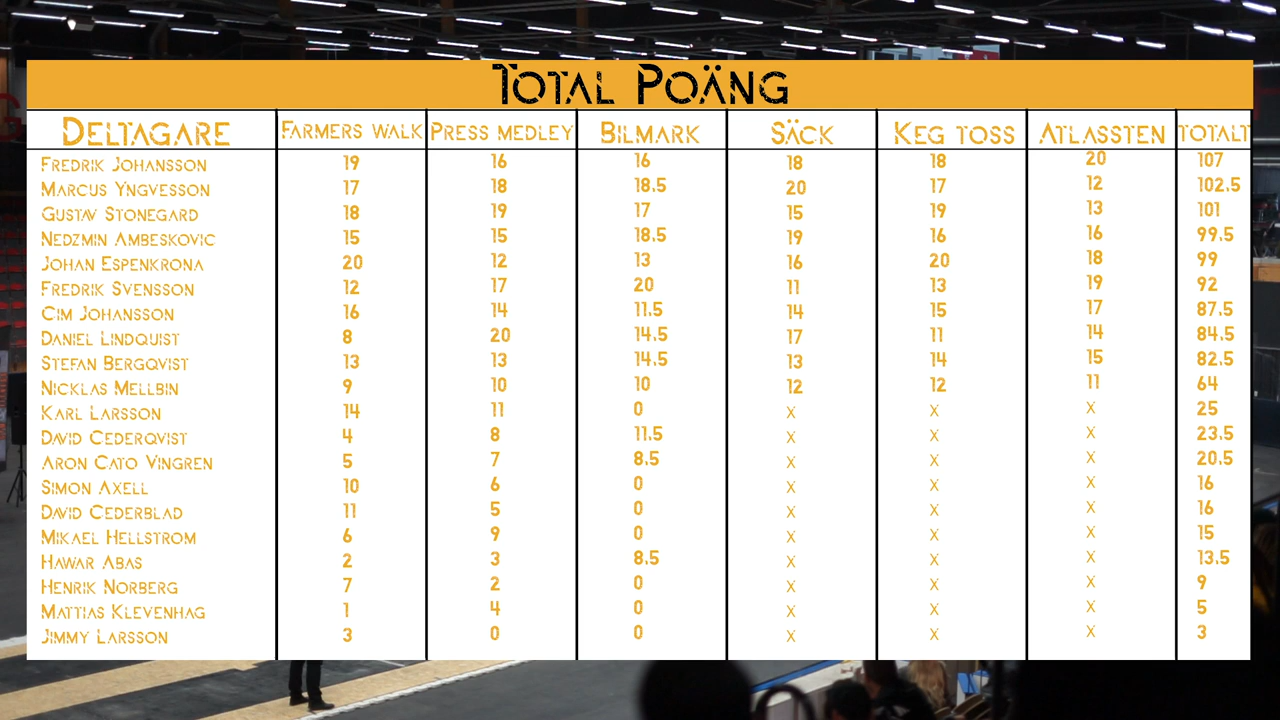 Total Poäng
Deltagare Farmers walk Press medley Bilmark Säck Keg toss Atlassten Totalt
Fredrik Johansson 19 16 16 18 18 20 107
Marcus Yngvesson 17 18 18.5 20 17 12 102.5
Gustav Stonegard 18 19 17 15 19 13 101
Nedzmin Ambeskovic 15 15 18.5 19 16 16 99.5
Johan Espenkrona 20 12 13 16 20 18 99
Fredrik Svensson 12 17 20 11 13 19 92
Cim Johansson 16 14 11.5 14 15 17 87.5
Daniel Lindquist 8 20 14.5 17 11 14 84.5
Stefan Bergqvist 13 13 14.5 13 14 15 82.5
Nicklas Mellbin 9 10 10 12 12 11 64
Karl Larsson 14 11 0 x x x 25
David Cederqvist 4 8 11.5 x x x 23.5
Aron Cato Vingren 5 7 8.5 x x x 20.5
Simon Axell 10 6 0 x x x 16
David Cederblad 11 5 0 x x x 16
Mikael Hellstrom 6 9 0 x x x 15
Hawar Abas 2 3 8.5 x x x 13.5
Henrik Norberg 7 2 0 x x x 9
Mattias Klevenhag 1 4 0 x x x 5
Jimmy Larsson 3 0 0 x x x 3